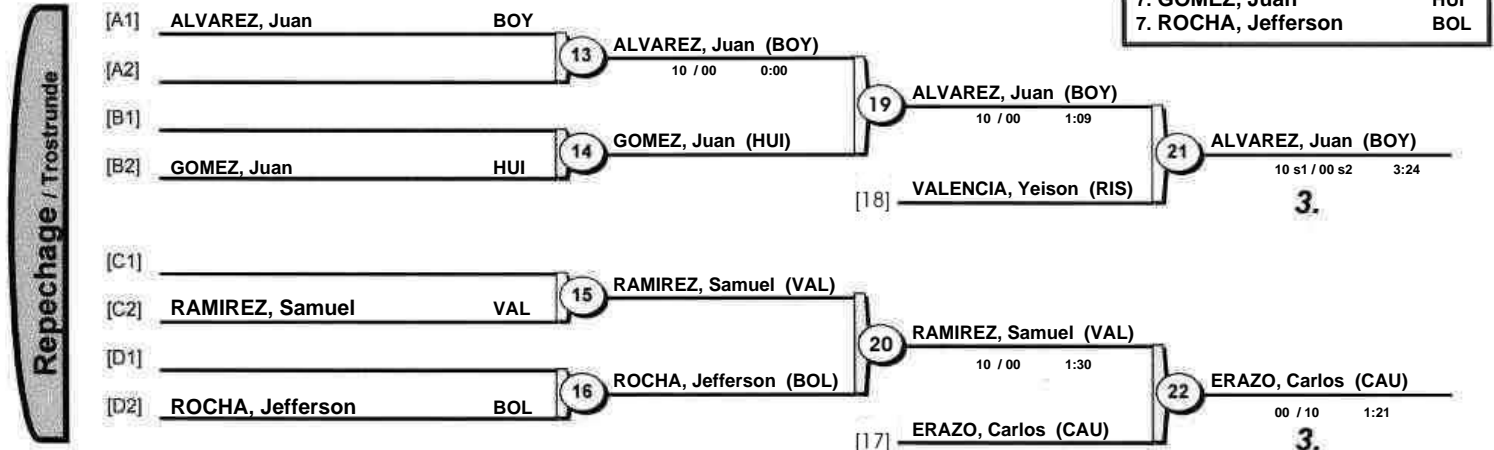 7. GOMEZ, Juan HUI
7. ROCHA, Jefferson BOL
Repechage / Trostrunde
[A1] ALVAREZ, Juan BOY
[A2]
13
ALVAREZ, Juan (BOY)
10 / 00 0:00
[B1]
[B2] GOMEZ, Juan HUI
14
GOMEZ, Juan (HUI)
19
ALVAREZ, Juan (BOY)
10 / 00 1:09
[18] VALENCIA, Yeison (RIS)
21
ALVAREZ, Juan (BOY)
10 s1 / 00 s2 3:24
3.
[C1]
[C2] RAMIREZ, Samuel VAL
15
RAMIREZ, Samuel (VAL)
[D1]
[D2] ROCHA, Jefferson BOL
16
ROCHA, Jefferson (BOL)
20
RAMIREZ, Samuel (VAL)
10 / 00 1:30
[17] ERAZO, Carlos (CAU)
22
ERAZO, Carlos (CAU)
00 / 10 1:21
3.